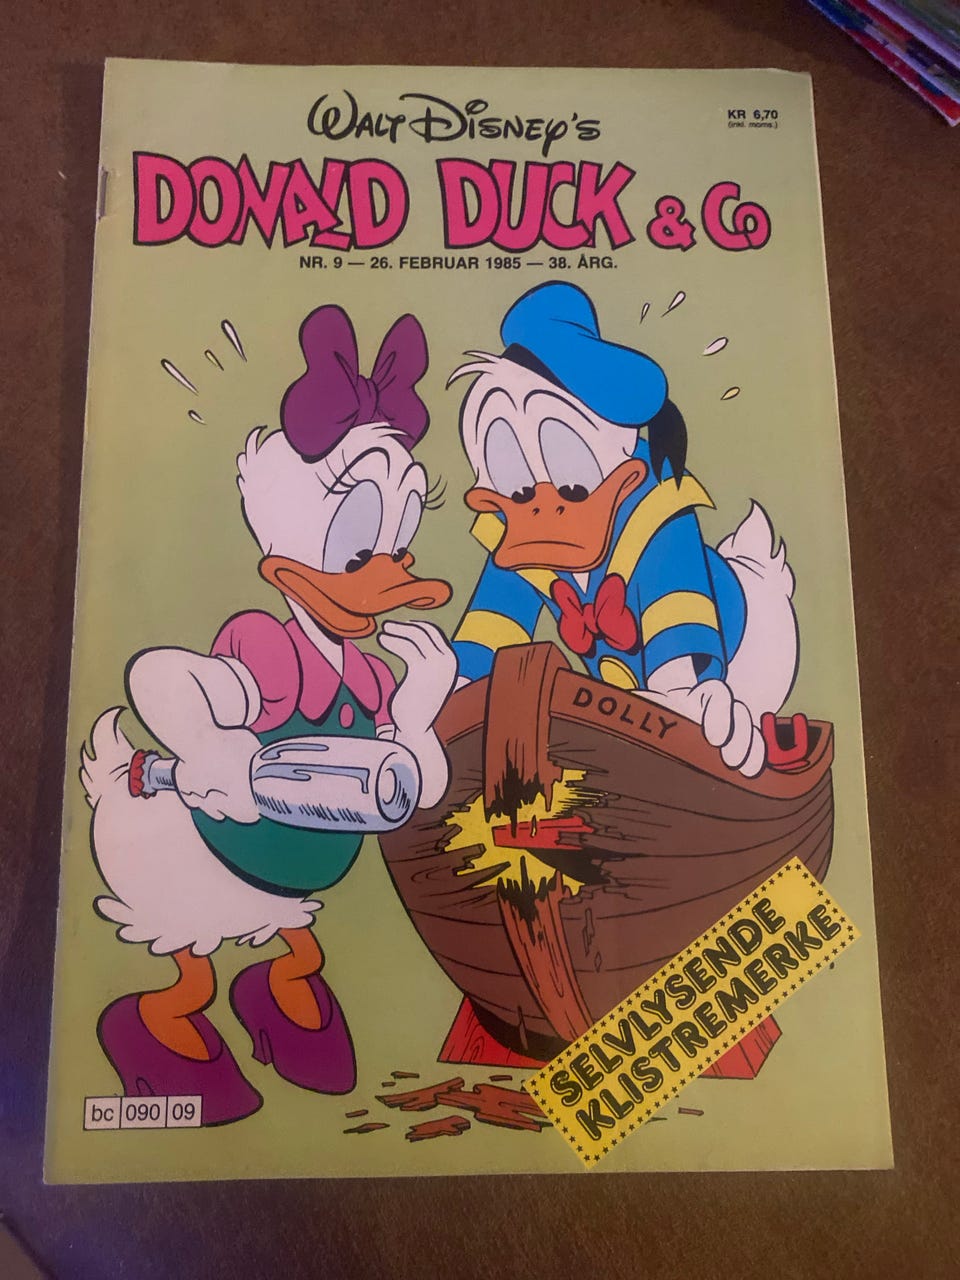 Walt Disney's
KR 6,70
(inkl. moms.)
DONALD DUCK & Co
NR. 9 — 26. FEBRUAR 1985 — 38. ÅRG.
DOLLY
SELVLYSENDE
KLISTREMERKE
bc 090 09